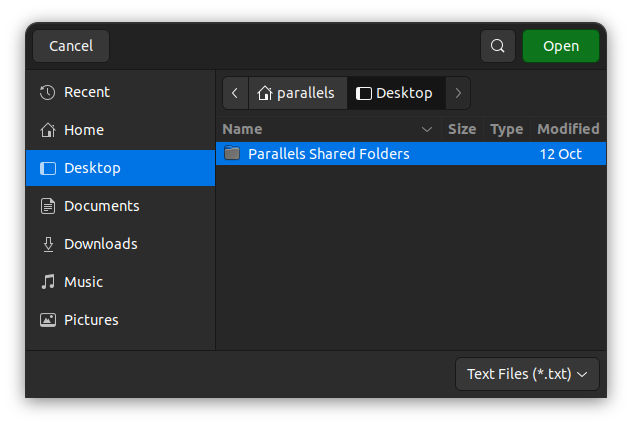 Cancel
Open
Recent
Home
Desktop
Documents
Downloads
Music
Pictures
parallels Desktop
Name Size Type Modified
Parallels Shared Folders 12 Oct
Text Files (*.txt)